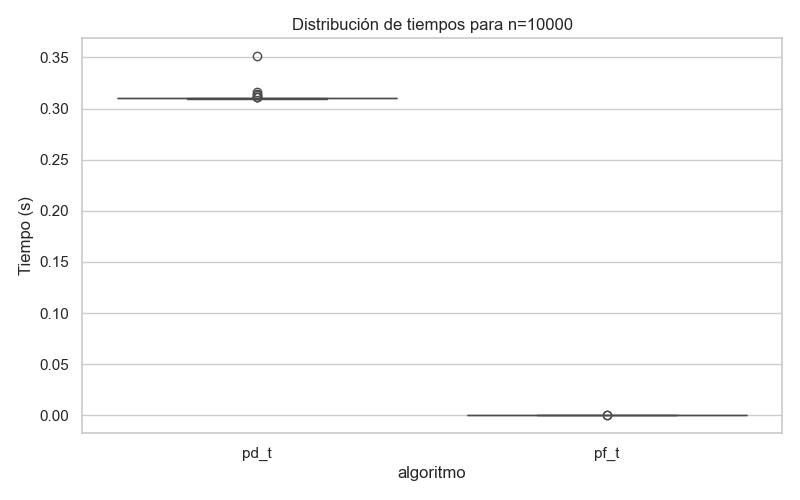 Distribución de tiempos para n=10000
Tiempo (s)
0.35
0.30
0.25
0.20
0.15
0.10
0.05
0.00
pd_t
pf_t
algoritmo